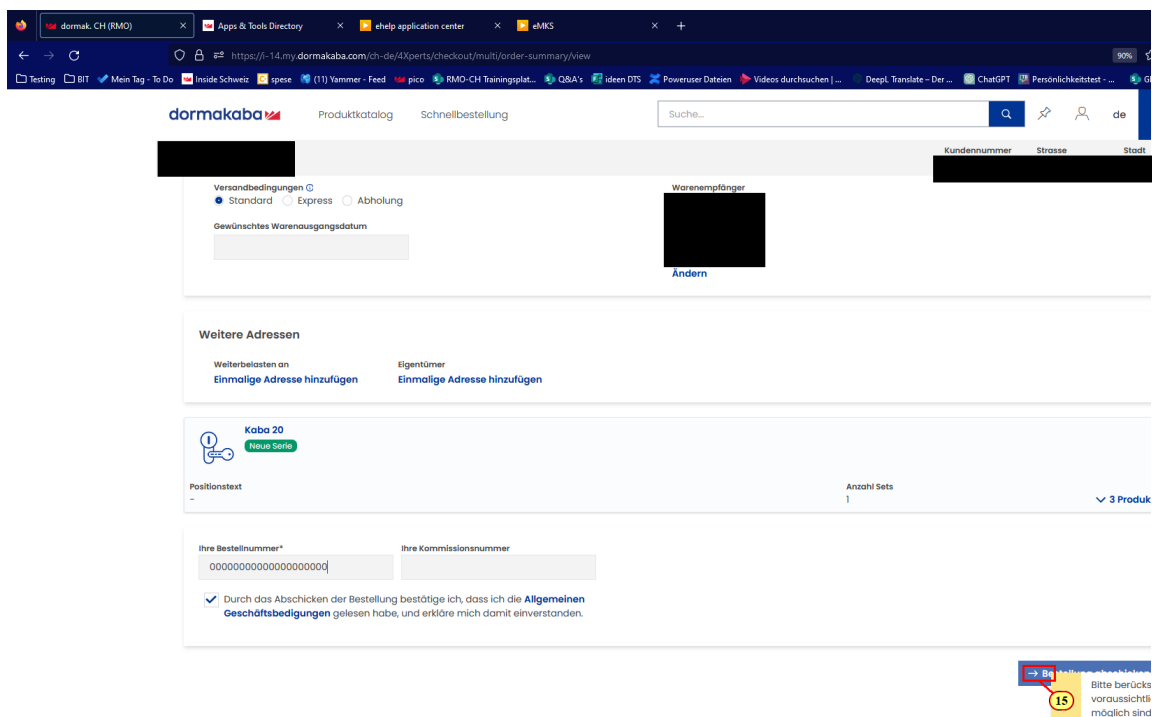 dormak. CH (RMO)
Apps & Tools Directory
ehelp application center
eMKS
https://i-14.my.dormakaba.com/ch-de/4Xperts/checkout/multi/order-summary/view
90%
Testing
BIT
Mein Tag - To Do
Inside Schweiz
spese
(11) Yammer - Feed
pico
RMO-CH Trainingsplat...
Q&A's
ideen DTS
Poweruser Dateien
Videos durchsuchen | ...
DeepL Translate – Der ...
ChatGPT
Persönlichkeitstest - ...
dormakaba
Produktkatalog
Schnellbestellung
Suche...
de
Kundennummer
Strasse
Stadt
Versandbedingungen
Standard
Express
Abholung
Warenempfänger
Gewünschtes Warenausgangsdatum
Ändern
Weitere Adressen
Weiterbelasten an
Eigentümer
Einmalige Adresse hinzufügen
Einmalige Adresse hinzufügen
Kaba 20
Neue Serie
Positionstext
-
Anzahl Sets
1
3 Produk
Ihre Bestellnummer*
Ihre Kommissionsnummer
00000000000000000000
Durch das Abschicken der Bestellung bestätige ich, dass ich die Allgemeinen
Geschäftsbedigungen gelesen habe, und erkläre mich damit einverstanden.
15
Bitte berücks
voraussichtli
möglich sind